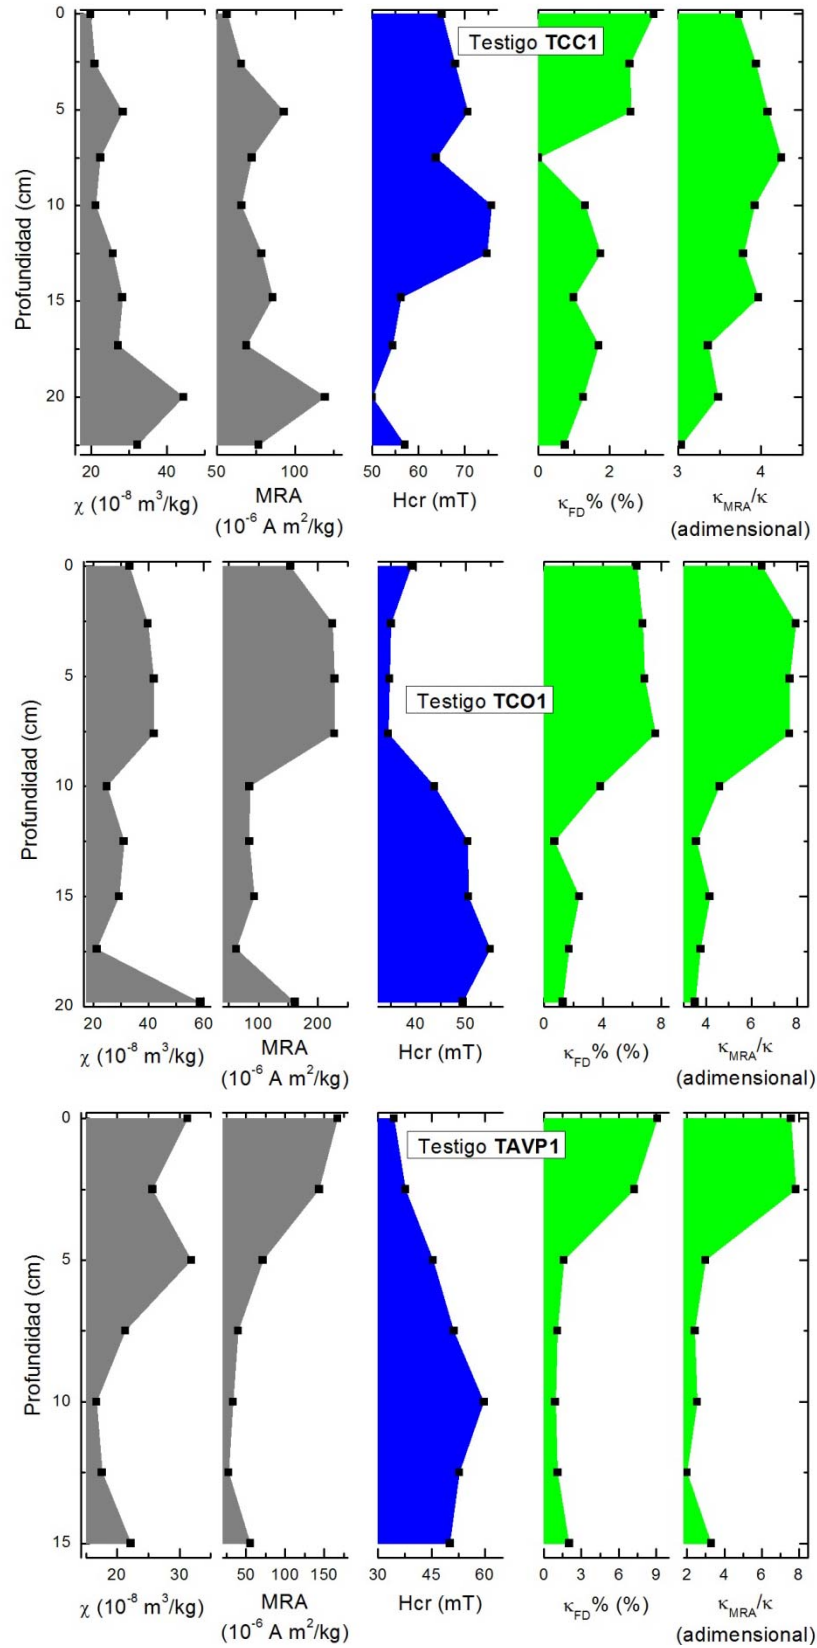 Testigo TCC1
Profundidad (cm)
0
5
10
15
20
20 40
50 100
50 60 70
0 2
3 4
χ (10⁻⁸ m³/kg)
MRA
(10⁻⁶ A m²/kg)
Hcr (mT)
κFD% (%)
κMRA/κ
(adimensional)
Testigo TCO1
Profundidad (cm)
0
5
10
15
20
20 40 60
100 200
40 50
0 4 8
4 6 8
χ (10⁻⁸ m³/kg)
MRA
(10⁻⁶ A m²/kg)
Hcr (mT)
κFD% (%)
κMRA/κ
(adimensional)
Testigo TAVP1
Profundidad (cm)
0
5
10
15
20 30
50 100 150
30 45 60
0 3 6 9
2 4 6 8
χ (10⁻⁸ m³/kg)
MRA
(10⁻⁶ A m²/kg)
Hcr (mT)
κFD% (%)
κMRA/κ
(adimensional)